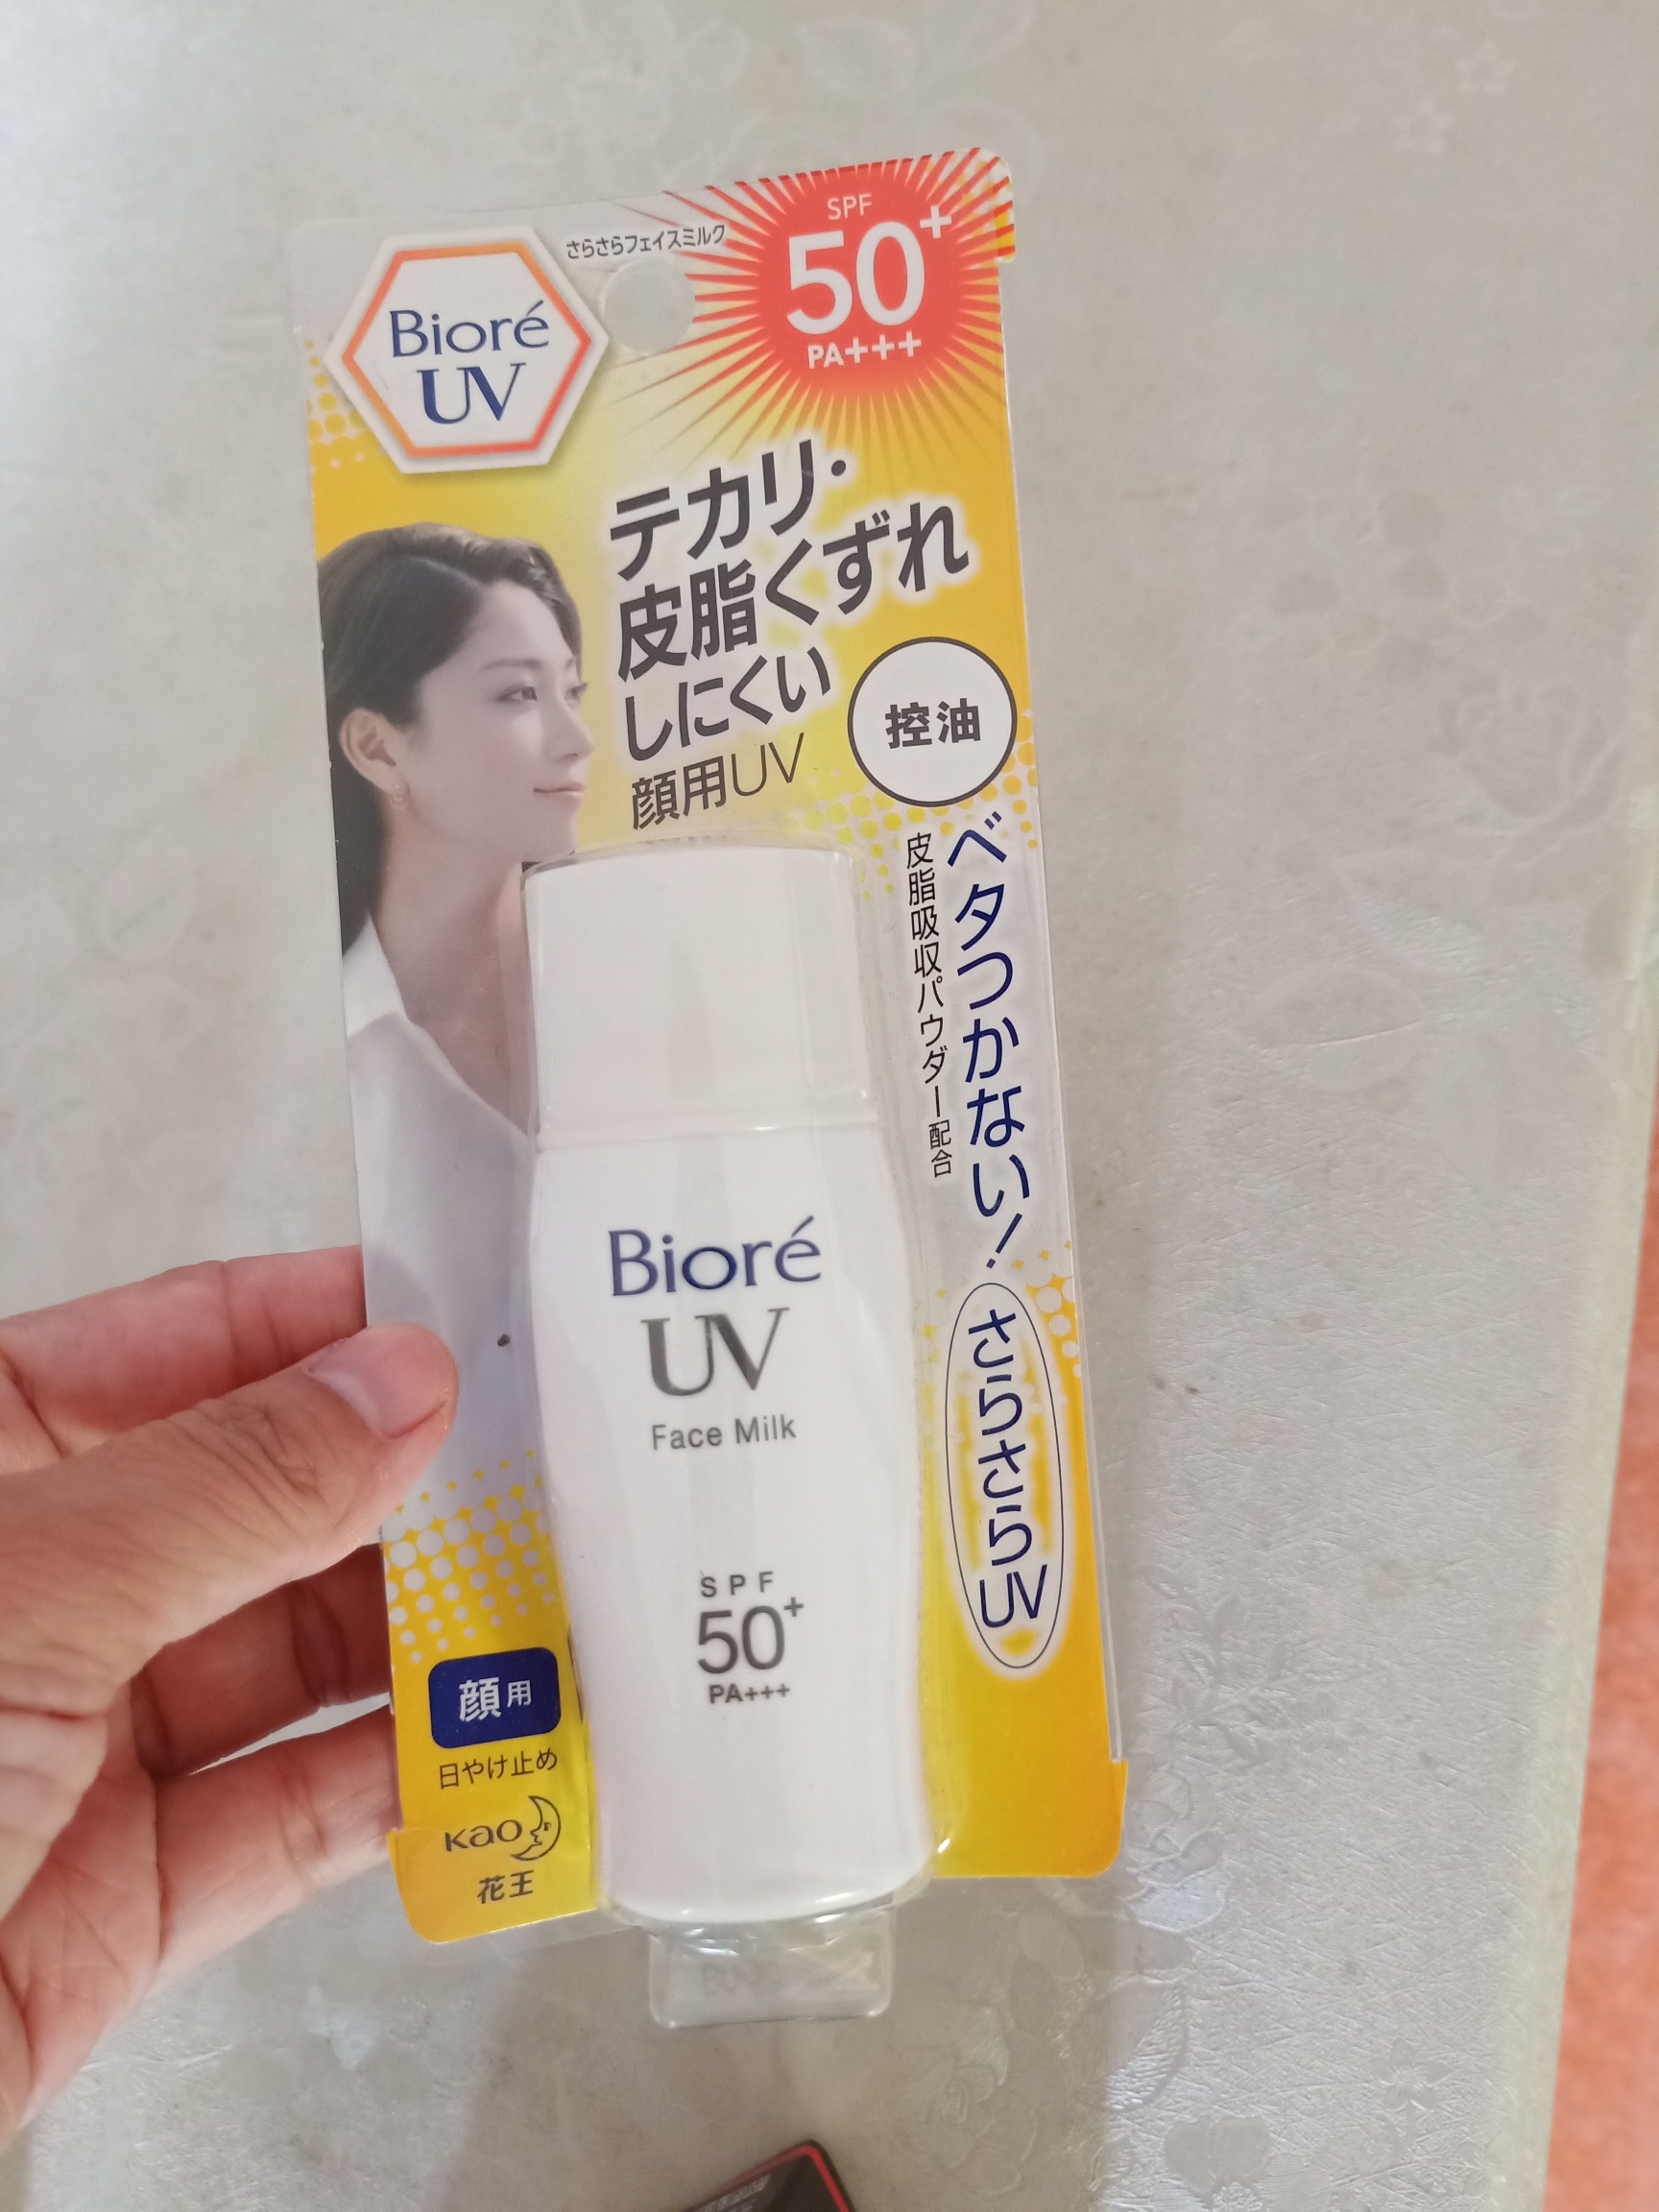 さらさらフェイスミルク
Bioré
UV
SPF
50+
PA+++
テカリ・
皮脂くずれ
しにくい
顔用UV
控油
ベタつかない!
皮脂吸収パウダー配合
さらさらUV
Bioré
UV
Face Milk
SPF
50+
PA+++
顔用
日やけ止め
Kao
花王